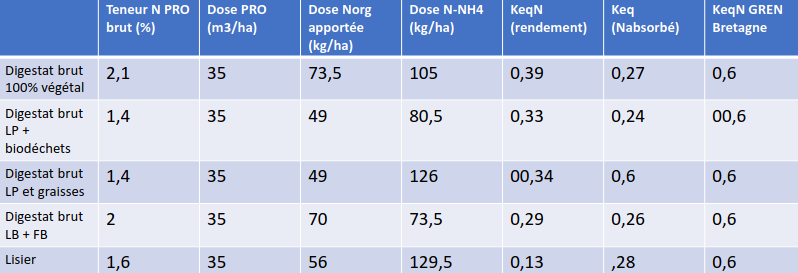 Teneur N PRO brut (%) Dose PRO (m3/ha) Dose Norg apportée (kg/ha) Dose N-NH4 (kg/ha) KeqN (rendement) Keq (Nabsorbé) KeqN GREN Bretagne
Digestat brut 100% végétal 2,1 35 73,5 105 0,39 0,27 0,6
Digestat brut LP + biodéchets 1,4 35 49 80,5 0,33 0,24 00,6
Digestat brut LP et graisses 1,4 35 49 126 00,34 0,6 0,6
Digestat brut LB + FB 2 35 70 73,5 0,29 0,26 0,6
Lisier 1,6 35 56 129,5 0,13 ,28 0,6